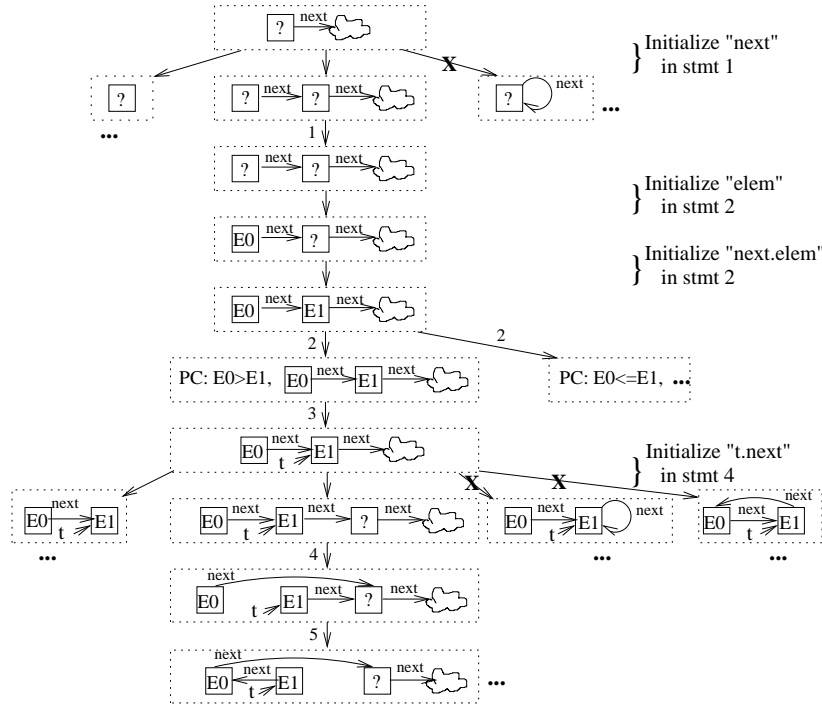 next
?
Initialize "next"
in stmt 1
X
?
...
next
next
?
?
next
?
...
1
next
next
?
?
Initialize "elem"
in stmt 2
next
next
E0
?
Initialize "next.elem"
in stmt 2
next
next
E0
E1
2
2
PC: E0>E1,
next
next
E0
E1
PC: E0<=E1, ...
3
next
next
E0
E1
t
Initialize "t.next"
in stmt 4
X
X
next
E0
E1
t
...
next
next
next
E0
E1
?
t
next
E0
E1
next
t
...
next
next
E0
E1
t
...
4
next
next
next
E0
E1
?
t
5
next
next
next
E0
E1
?
t
...